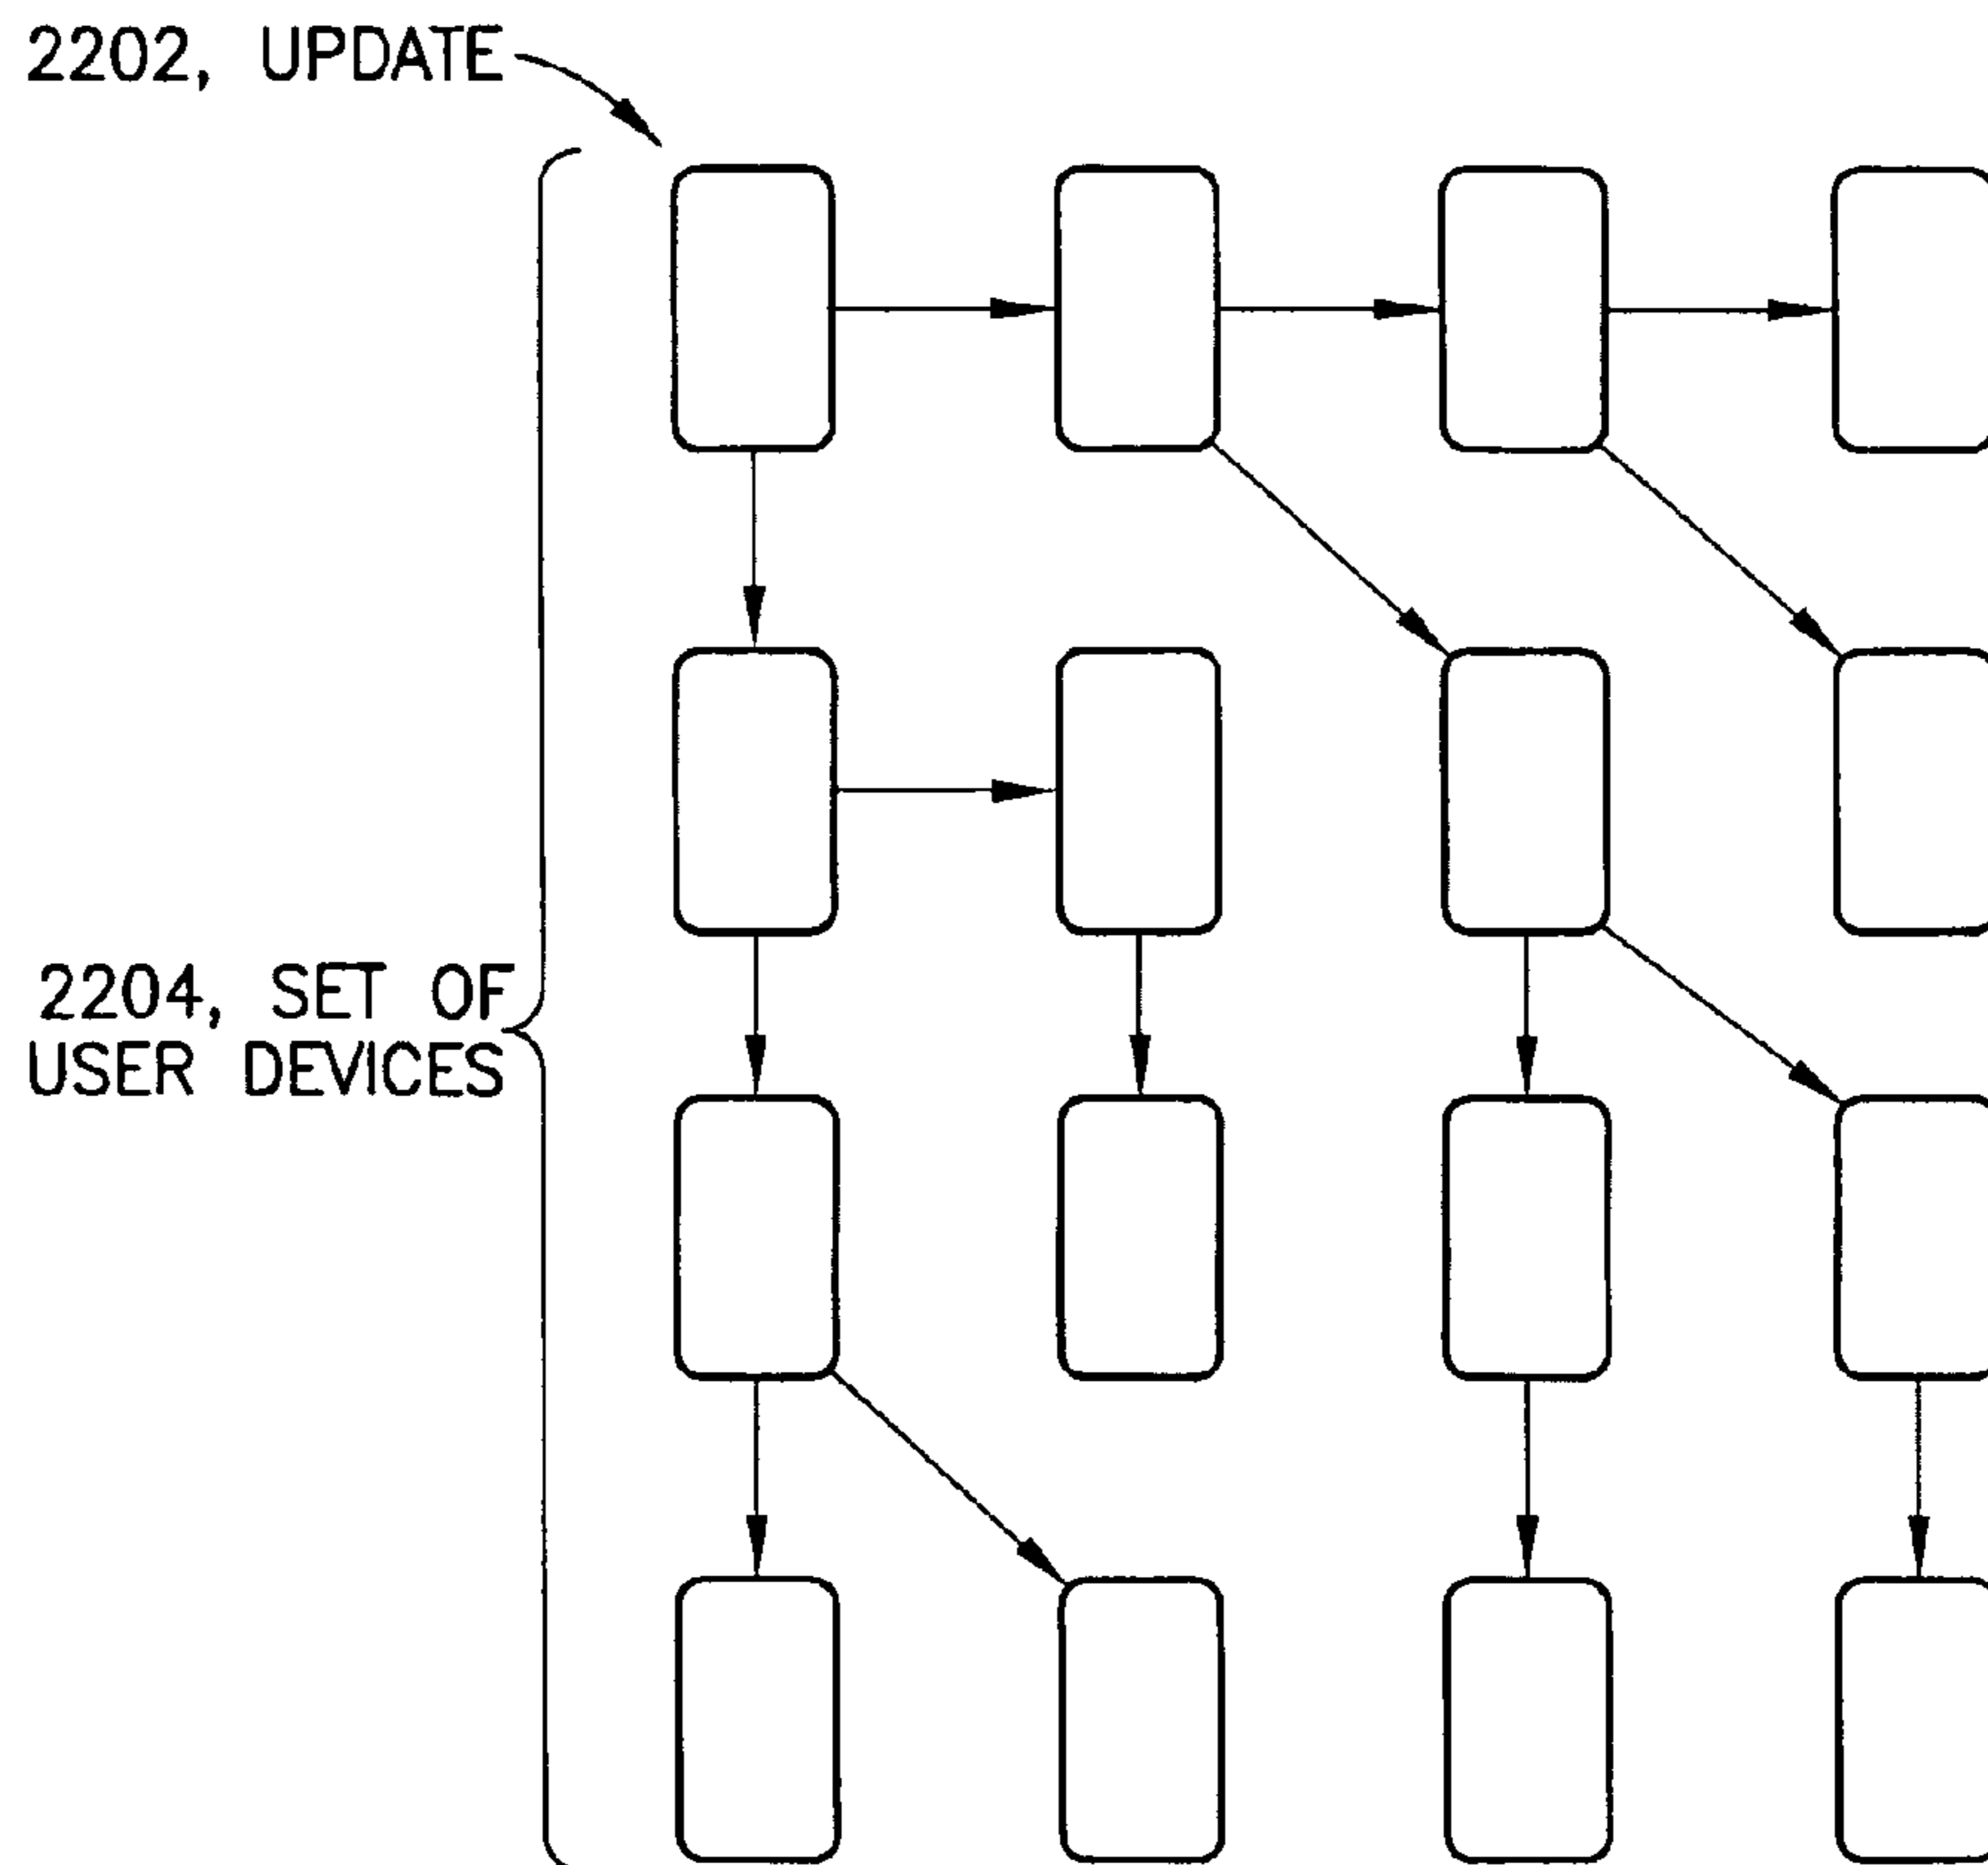 2202, UPDATE
2204, SET OF
USER DEVICES